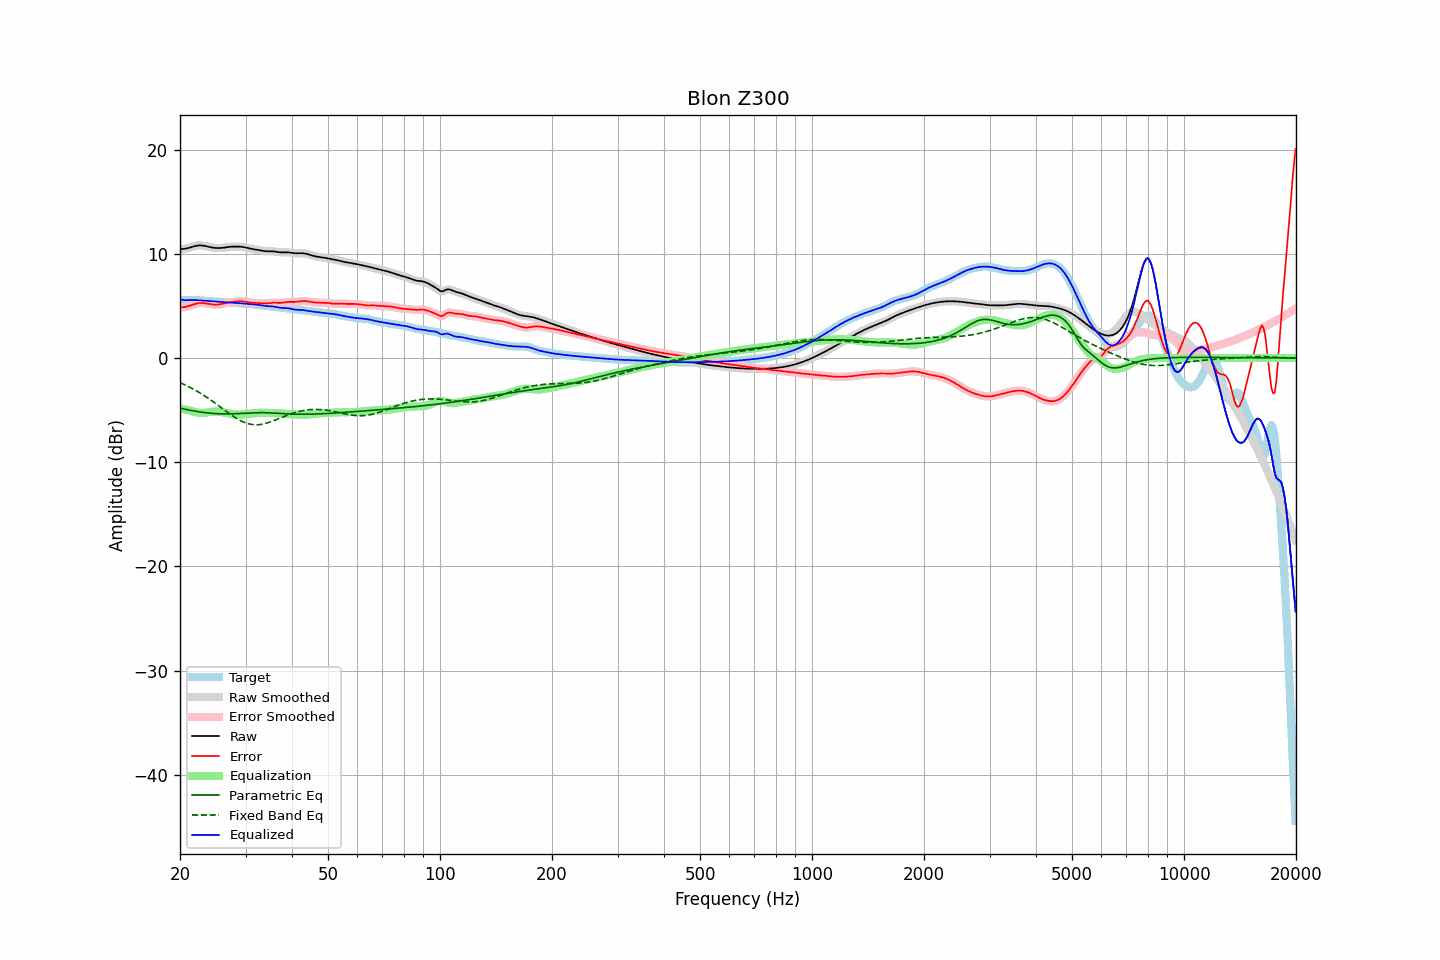 Blon Z300
20
10
0
−10
−20
−30
−40
Amplitude (dBr)
Target
Raw Smoothed
Error Smoothed
Raw
Error
Equalization
Parametric Eq
Fixed Band Eq
Equalized
20 50 100 200 500 1000 2000 5000 10000 20000
Frequency (Hz)